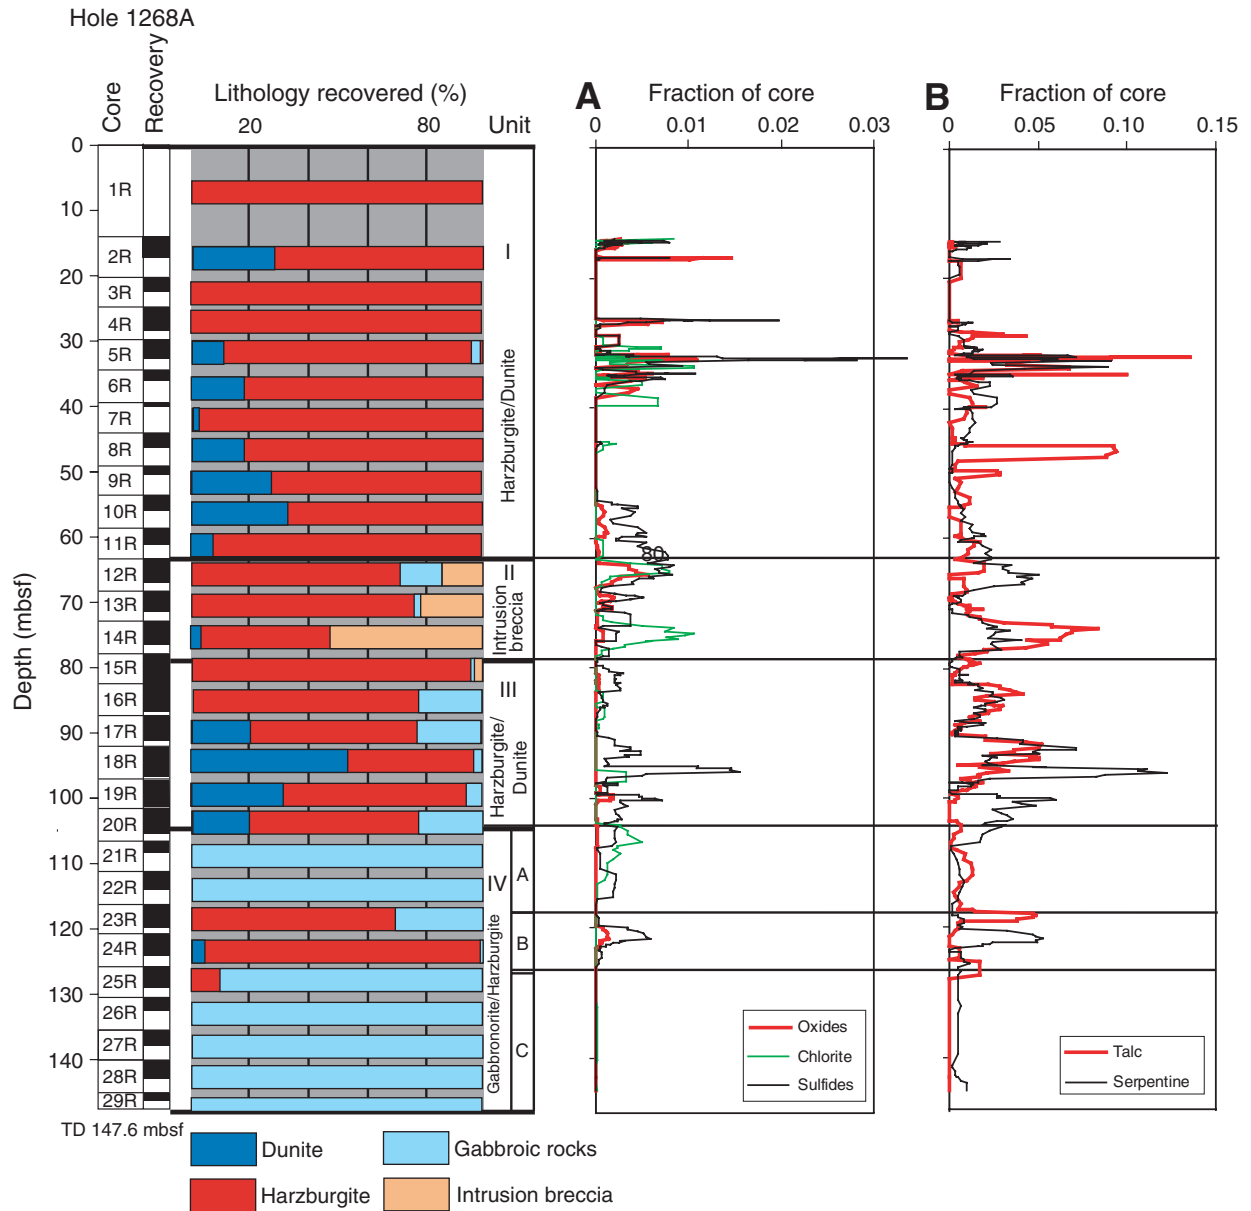 Hole 1268A
Core
Recovery
Lithology recovered (%)
20
80
Unit
A
Fraction of core
0
0.01
0.02
0.03
B
Fraction of core
0
0.05
0.10
0.15
Depth (mbsf)
0
10
20
30
40
50
60
70
80
90
100
110
120
130
140
1R
2R
3R
4R
5R
6R
7R
8R
9R
10R
11R
12R
13R
14R
15R
16R
17R
18R
19R
20R
21R
22R
23R
24R
25R
26R
27R
28R
29R
I
Harzburgite/Dunite
II
Intrusion
breccia
III
Harzburgite/
Dunite
IV
Gabbronorite/Harzburgite
A
B
C
80
Oxides
Chlorite
Sulfides
Talc
Serpentine
TD 147.6 mbsf
Dunite
Gabbroic rocks
Harzburgite
Intrusion breccia